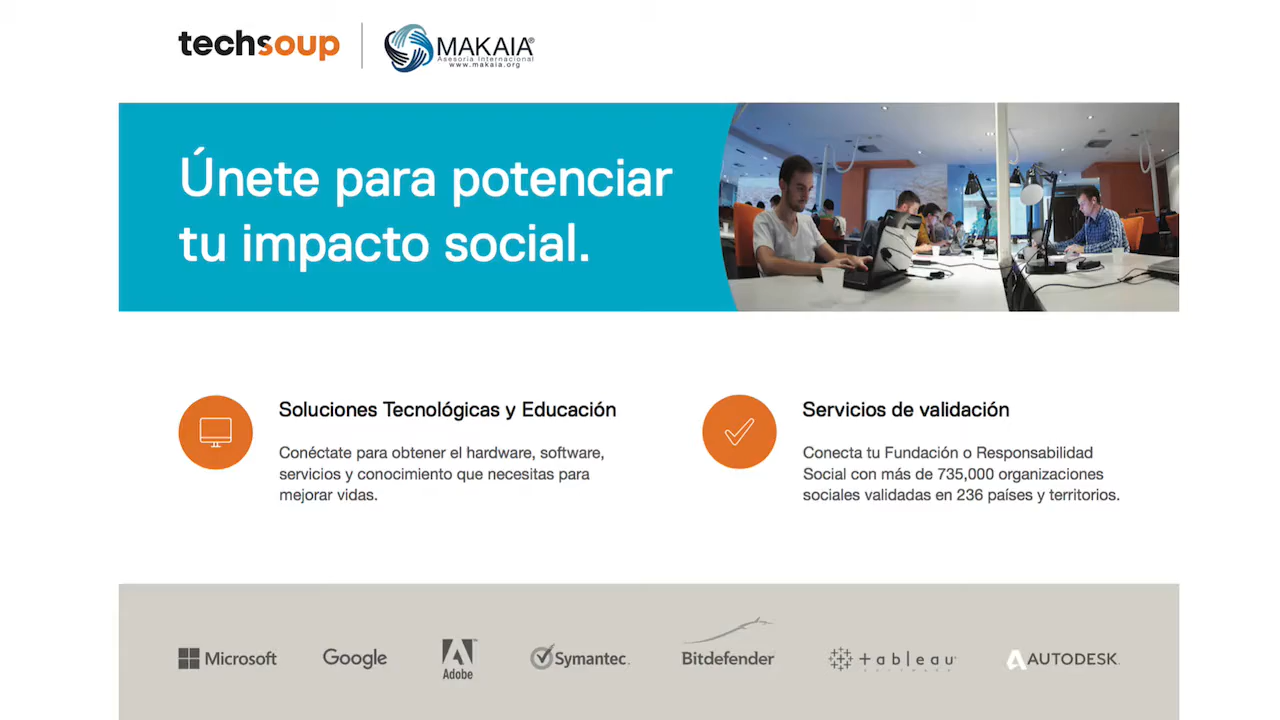 techsoup
MAKAIA®
Asesoría Internacional
www.makaia.org
Únete para potenciar
tu impacto social.
Soluciones Tecnológicas y Educación
Conéctate para obtener el hardware, software,
servicios y conocimiento que necesitas para
mejorar vidas.
Servicios de validación
Conecta tu Fundación o Responsabilidad
Social con más de 735,000 organizaciones
sociales validadas en 236 países y territorios.
Microsoft
Google
Adobe
Symantec.
Bitdefender
tableau
SOFTWARE
AUTODESK.